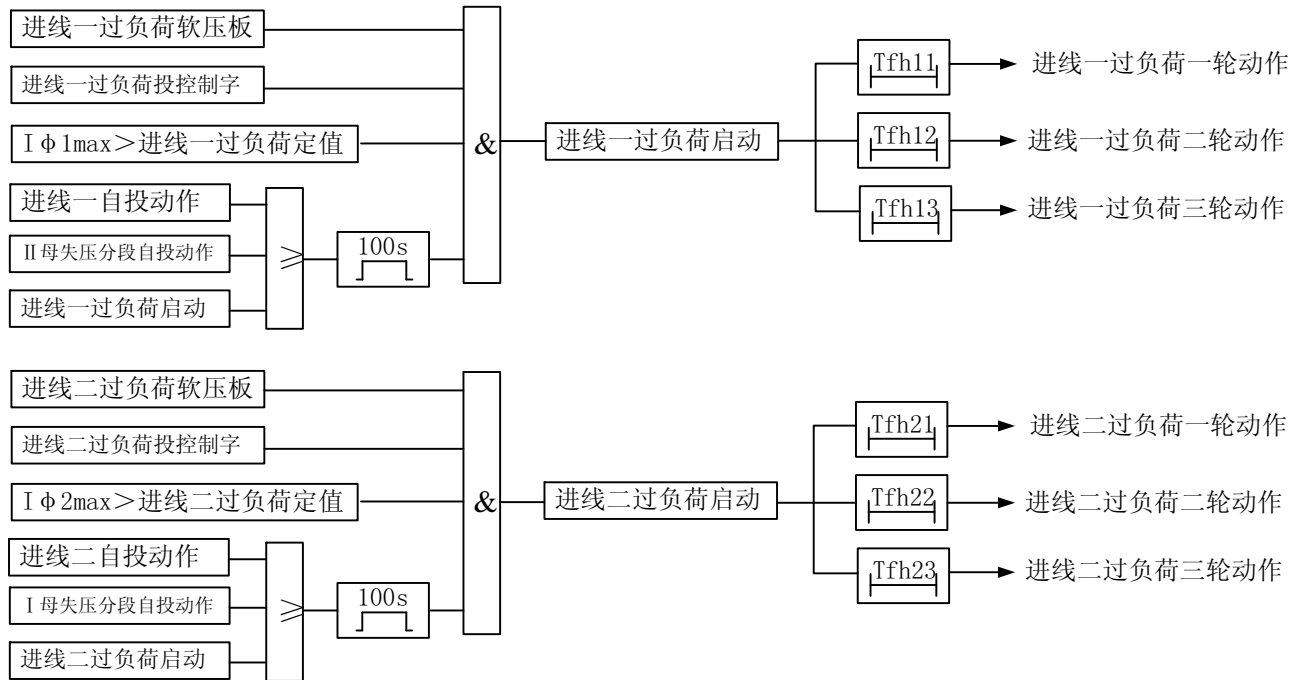 进线一过负荷软压板
进线一过负荷投控制字
Iφ1max＞进线一过负荷定值
进线一自投动作
Ⅱ母失压分段自投动作
进线一过负荷启动
≥
100s
&
进线一过负荷启动
Tfh11
进线一过负荷一轮动作
Tfh12
进线一过负荷二轮动作
Tfh13
进线一过负荷三轮动作
进线二过负荷软压板
进线二过负荷投控制字
Iφ2max＞进线二过负荷定值
进线二自投动作
Ⅰ母失压分段自投动作
进线二过负荷启动
≥
100s
&
进线二过负荷启动
Tfh21
进线二过负荷一轮动作
Tfh22
进线二过负荷二轮动作
Tfh23
进线二过负荷三轮动作